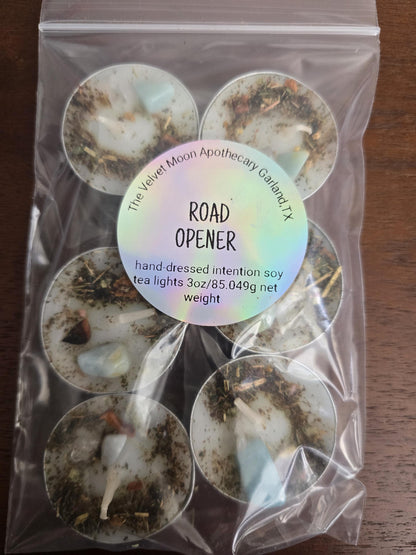 The Velvet Moon Apothecary Garland,TX
ROAD
OPENER
hand-dressed intention soy
tea lights 3oz/85.049g net
weight